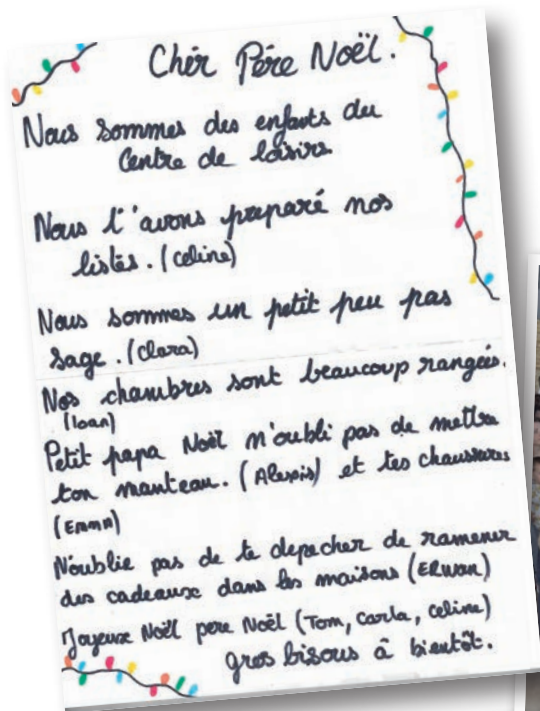 Chèr Père Noël.
Nous sommes des enfants du
Centre de loisirs.
Nous t'avons preparé nos
listes. (celine)
Nous sommes un petit peu pas
sage. (Clara)
Nos chambres sont beaucoup rangées.
(loan)
Petit papa Noël n'oubli pas de mettre
ton manteau. (Alexis) et tes chaussures
(Emma)
N'oublie pas de te depecher de ramener
des cadeaux dans les maisons (ERWan)
Joyeux Noël pere Noël (Tom, Carla, celine)
gros bisous à bientôt.